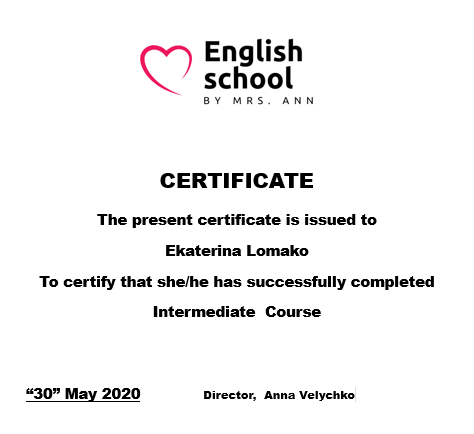 English
school
BY MRS. ANN
CERTIFICATE
The present certificate is issued to
Ekaterina Lomako
To certify that she/he has successfully completed
Intermediate  Course
“30” May 2020 Director,  Anna Velychko